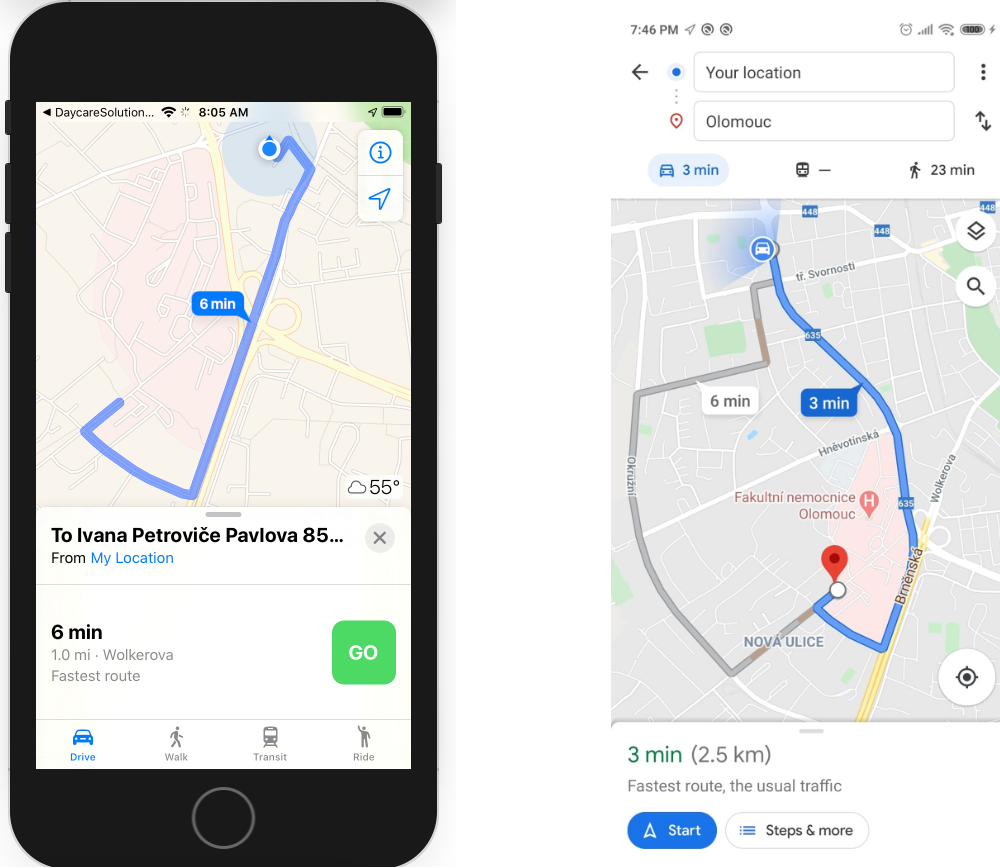 DaycareSolution...
8:05 AM
6 min
55°
To Ivana Petroviče Pavlova 85...
From My Location
6 min
1.0 mi · Wolkerova
Fastest route
GO
Drive
Walk
Transit
Ride
7:46 PM
100
Your location
Olomouc
3 min
—
23 min
448
448
448
tř. Svornosti
635
6 min
3 min
Hněvotínská
Okružní
Wolkerova
Fakultní nemocnice
Olomouc
H
635
Brněnská
NOVÁ ULICE
3 min (2.5 km)
Fastest route, the usual traffic
Start
Steps & more